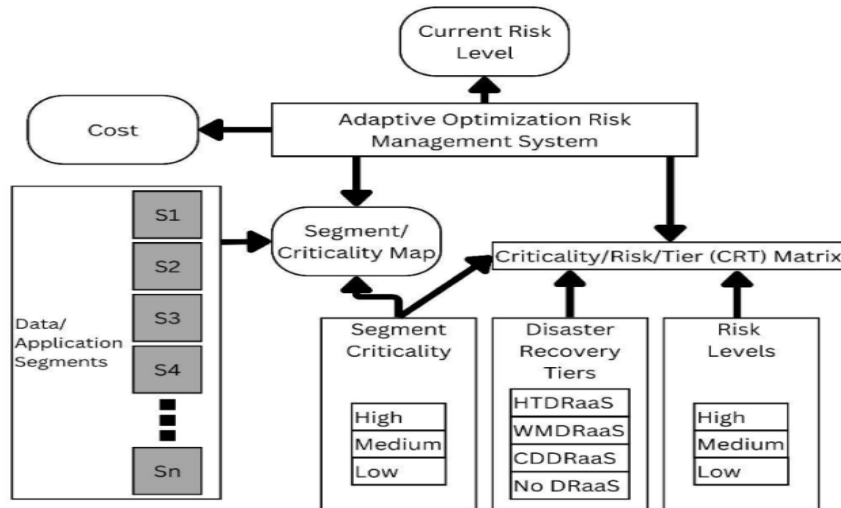 Current Risk
Level
Cost
Adaptive Optimization Risk
Management System
S1
S2
S3
S4
Sn
Data/
Application
Segments
Segment/
Criticality Map
Criticality/Risk/Tier (CRT) Matrix
Segment
Criticality
High
Medium
Low
Disaster
Recovery
Tiers
HTDRaaS
WMDRaaS
CDDRaaS
No DRaaS
Risk
Levels
High
Medium
Low